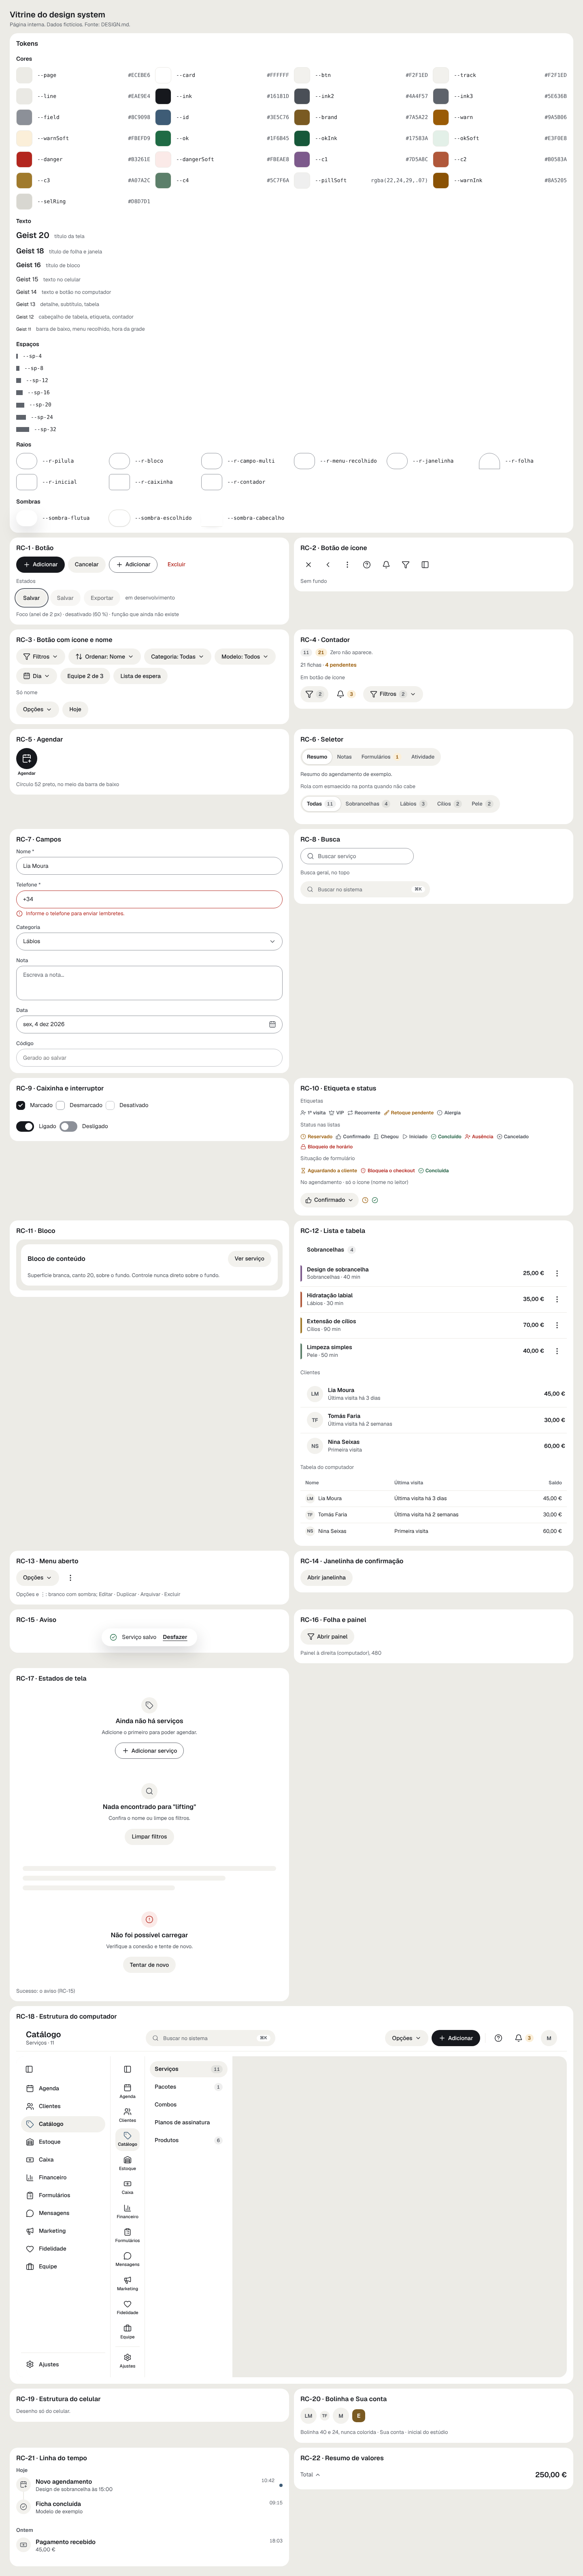 Vitrine do design system
Página interna. Dados fictícios. Fonte: DESIGN.md.
Tokens
Cores
--page #ECEBE6 --card #FFFFFF --btn #F2F1ED --track #F2F1ED
--line #EAE9E4 --ink #16181D --ink2 #4A4F57 --ink3 #5E636B
--field #8C909B --id #3E5C76 --brand #7A5A22 --warn #9A5B06
--warnSoft #FBEFD9 --ok #1F6B45 --okInk #17583A --okSoft #E3F0E8
--danger #B3261E --dangerSoft #FBEAE8 --c1 #7D5A8C --c2 #B0583A
--c3 #A07A2C --c4 #5C7F6A --pillSoft rgba(22,24,29,.07) --warnInk #8A5205
--selRing #D8D7D1
Texto
Geist 20 título da tela
Geist 18 título de folha e janela
Geist 16 título de bloco
Geist 15 texto no celular
Geist 14 texto e botão no computador
Geist 13 detalhe, subtítulo, tabela
Geist 12 cabeçalho de tabela, etiqueta, contador
Geist 11 barra de baixo, menu recolhido, hora da grade
Espaços
--sp-4
--sp-8
--sp-12
--sp-16
--sp-20
--sp-24
--sp-32
Raios
--r-pilula --r-bloco --r-campo-multi --r-menu-recolhido --r-janelinha --r-folha
--r-inicial --r-caixinha --r-contador
Sombras
--sombra-flutua --sombra-escolhido --sombra-cabecalho
RC-1 · Botão
Adicionar Cancelar Adicionar Excluir
Estados
Salvar Salvar Exportar em desenvolvimento
Foco (anel de 2 px) · desativado (60 %) · função que ainda não existe
RC-2 · Botão de ícone
Sem fundo
RC-3 · Botão com ícone e nome
Filtros Ordenar: Nome Categoria: Todas Modelo: Todos
Dia Equipe 2 de 3 Lista de espera
Só nome
Opções Hoje
RC-4 · Contador
11 21 Zero não aparece.
21 fichas · 4 pendentes
Em botão de ícone
2 3 Filtros 2
RC-5 · Agendar
Agendar
Círculo 52 preto, no meio da barra de baixo
RC-6 · Seletor
Resumo Notas Formulários 1 Atividade
Resumo do agendamento de exemplo.
Rola com esmaecido na ponta quando não cabe
Todas 11 Sobrancelhas 4 Lábios 3 Cílios 2 Pele 2
RC-7 · Campos
Nome *
Lia Moura
Telefone *
+34
Informe o telefone para enviar lembretes.
Categoria
Lábios
Nota
Escreva a nota...
Data
sex, 4 dez 2026
Código
Gerado ao salvar
RC-8 · Busca
Buscar serviço
Busca geral, no topo
Buscar no sistema ⌘K
RC-9 · Caixinha e interruptor
Marcado Desmarcado Desativado
Ligado Desligado
RC-10 · Etiqueta e status
Etiquetas
1ª visita VIP Recorrente Retoque pendente Alergia
Status nas listas
Reservado Confirmado Chegou Iniciado Concluído Ausência Cancelado
Bloqueio de horário
Situação de formulário
Aguardando a cliente Bloqueia o checkout Concluída
No agendamento · só o ícone (nome no leitor)
Confirmado
RC-11 · Bloco
Bloco de conteúdo Ver serviço
Superfície branca, canto 20, sobre o fundo. Controle nunca direto sobre o fundo.
RC-12 · Lista e tabela
Sobrancelhas 4
Design de sobrancelha
Sobrancelhas · 40 min
25,00 €
Hidratação labial
Lábios · 30 min
35,00 €
Extensão de cílios
Cílios · 90 min
70,00 €
Limpeza simples
Pele · 50 min
40,00 €
Clientes
LM Lia Moura
Última visita há 3 dias
45,00 €
TF Tomás Faria
Última visita há 2 semanas
30,00 €
NS Nina Seixas
Primeira visita
60,00 €
Tabela do computador
Nome Última visita Saldo
LM Lia Moura Última visita há 3 dias 45,00 €
TF Tomás Faria Última visita há 2 semanas 30,00 €
NS Nina Seixas Primeira visita 60,00 €
RC-13 · Menu aberto
Opções
Opções e ⋮: branco com sombra; Editar · Duplicar · Arquivar · Excluir
RC-14 · Janelinha de confirmação
Abrir janelinha
RC-15 · Aviso
Serviço salvo Desfazer
RC-16 · Folha e painel
Abrir painel
Painel à direita (computador), 480
RC-17 · Estados de tela
Ainda não há serviços
Adicione o primeiro para poder agendar.
Adicionar serviço
Nada encontrado para "lifting"
Confira o nome ou limpe os filtros.
Limpar filtros
Não foi possível carregar
Verifique a conexão e tente de novo.
Tentar de novo
Sucesso: o aviso (RC-15)
RC-18 · Estrutura do computador
Catálogo
Serviços · 11
Buscar no sistema ⌘K
Opções Adicionar 3 M
Agenda
Clientes
Catálogo
Estoque
Caixa
Financeiro
Formulários
Mensagens
Marketing
Fidelidade
Equipe
Ajustes
Agenda
Clientes
Catálogo
Estoque
Caixa
Financeiro
Formulários
Mensagens
Marketing
Fidelidade
Equipe
Ajustes
Serviços 11
Pacotes 1
Combos
Planos de assinatura
Produtos 6
RC-19 · Estrutura do celular
Desenho só do celular.
RC-20 · Bolinha e Sua conta
LM TF M E
Bolinha 40 e 24, nunca colorida · Sua conta · inicial do estúdio
RC-21 · Linha do tempo
Hoje
Novo agendamento 10:42
Design de sobrancelha às 15:00
Ficha concluída 09:15
Modelo de exemplo
Ontem
Pagamento recebido 18:03
45,00 €
RC-22 · Resumo de valores
Total 250,00 €